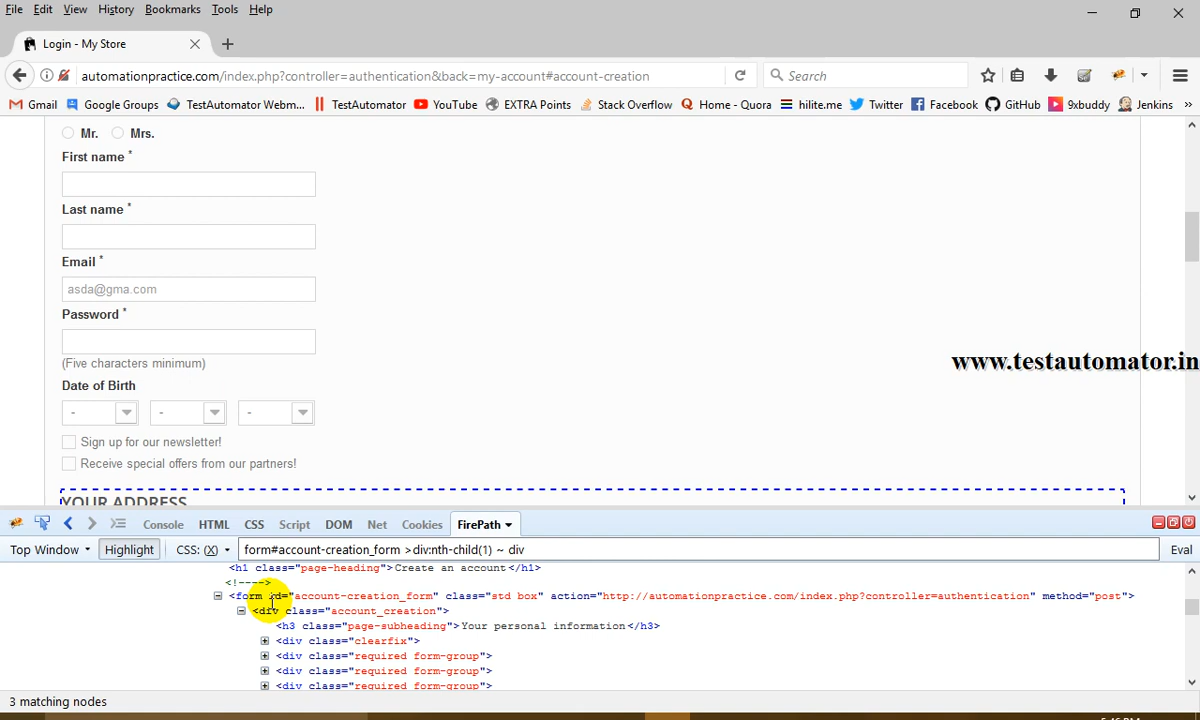 File Edit View History Bookmarks Tools Help
Login - My Store
automationpractice.com/index.php?controller=authentication&back=my-account#account-creation
Search
Gmail Google Groups TestAutomator Webm... TestAutomator YouTube EXTRA Points Stack Overflow Home - Quora hilite.me Twitter Facebook GitHub 9xbuddy Jenkins »
Mr. Mrs.
First name *
Last name *
Email *
asda@gma.com
Password *
www.testautomator.in
(Five characters minimum)
Date of Birth
- - -
Sign up for our newsletter!
Receive special offers from our partners!
YOUR ADDRESS
Console HTML CSS Script DOM Net Cookies FirePath
Top Window Highlight CSS: (X) form#account-creation_form >div:nth-child(1) ~ div Eval
<h1 class="page-heading">Create an account</h1>
<!---->
<form id="account-creation_form" class="std box" action="http://automationpractice.com/index.php?controller=authentication" method="post">
<div class="account_creation">
<h3 class="page-subheading">Your personal information</h3>
<div class="clearfix">
<div class="required form-group">
<div class="required form-group">
<div class="required form-group">
3 matching nodes